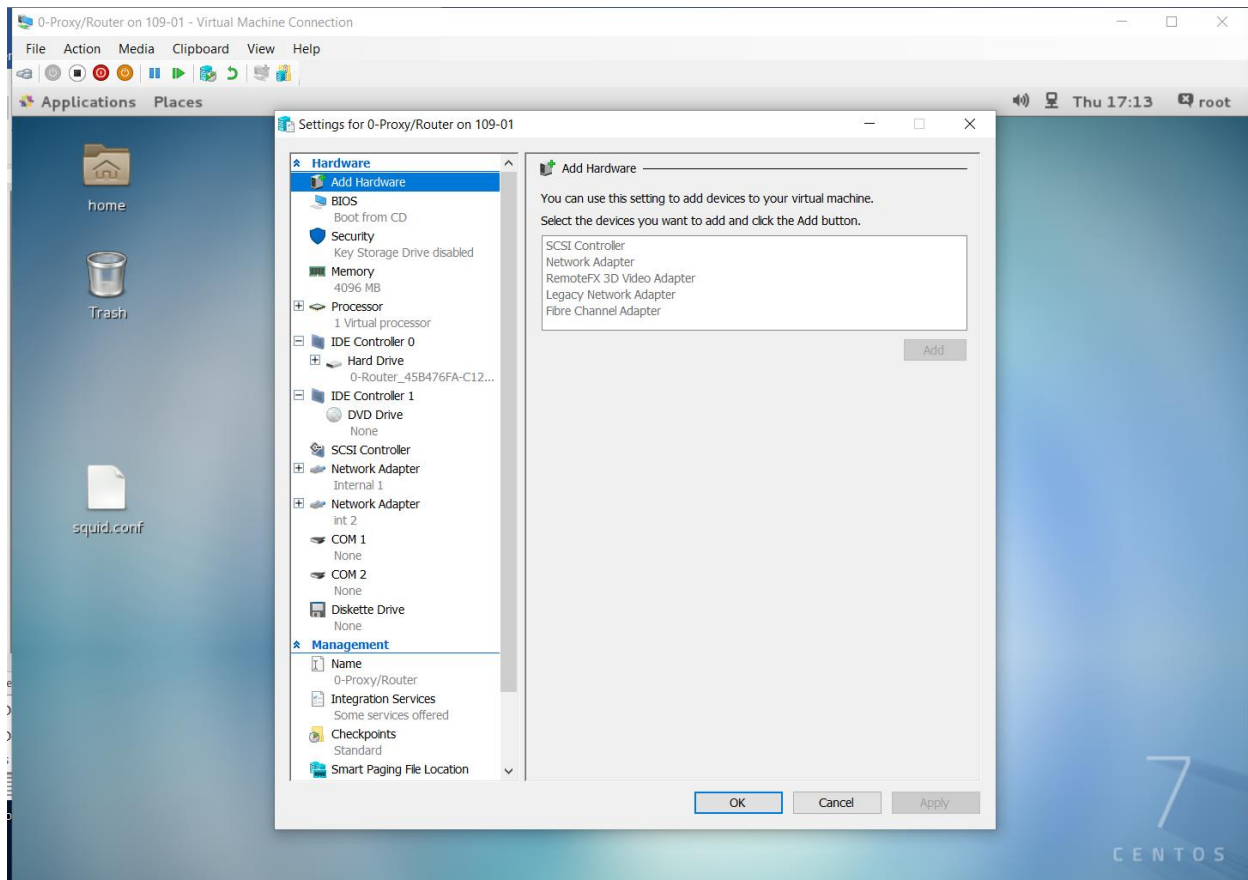 0-Proxy/Router on 109-01 - Virtual Machine Connection
File Action Media Clipboard View Help
Applications Places
Thu 17:13 root
home
Trash
squid.conf
Settings for 0-Proxy/Router on 109-01
Hardware
Add Hardware
BIOS
Boot from CD
Security
Key Storage Drive disabled
Memory
4096 MB
Processor
1 Virtual processor
IDE Controller 0
Hard Drive
0-Router_45B476FA-C12...
IDE Controller 1
DVD Drive
None
SCSI Controller
Network Adapter
Internal 1
Network Adapter
int 2
COM 1
None
COM 2
None
Diskette Drive
None
Management
Name
0-Proxy/Router
Integration Services
Some services offered
Checkpoints
Standard
Smart Paging File Location
Add Hardware
You can use this setting to add devices to your virtual machine.
Select the devices you want to add and click the Add button.
SCSI Controller
Network Adapter
RemoteFX 3D Video Adapter
Legacy Network Adapter
Fibre Channel Adapter
Add
OK Cancel Apply
7
CENTOS